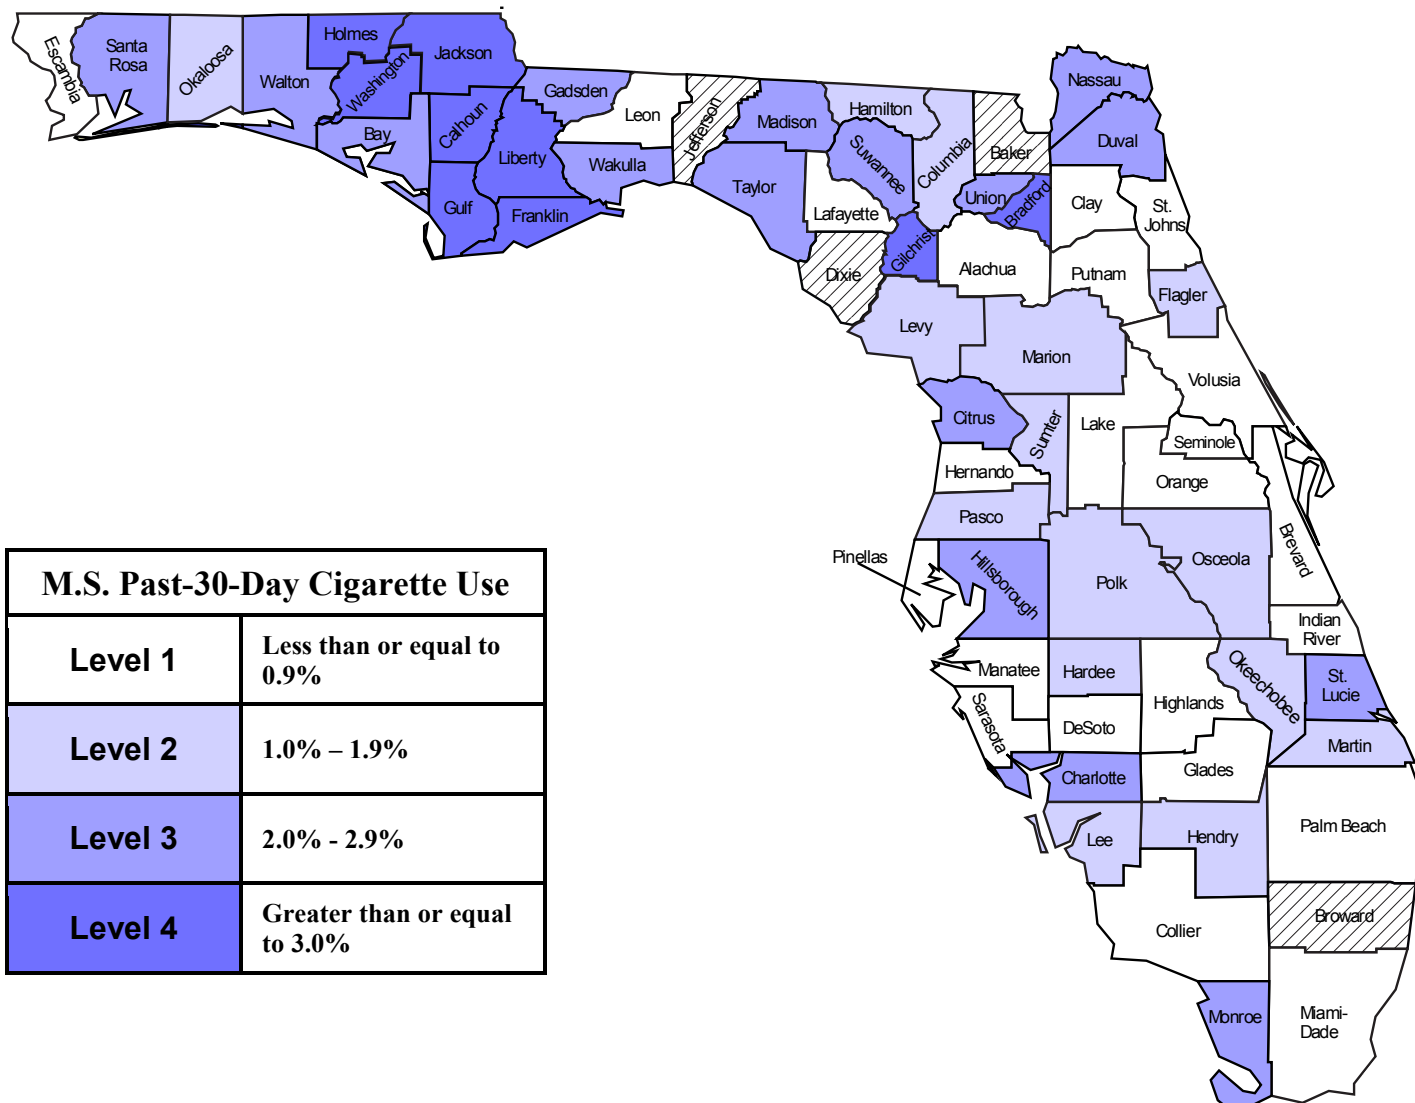 Escambia
Santa
Rosa
Okaloosa
Walton
Holmes
Washington
Jackson
Bay
Calhoun
Gulf
Liberty
Franklin
Gadsden
Leon
Wakulla
Jefferson
Madison
Taylor
Hamilton
Suwannee
Lafayette
Dixie
Columbia
Gilchrist
Baker
Union
Bradford
Alachua
Nassau
Duval
Clay
St.
Johns
Putnam
Flagler
Levy
Marion
Volusia
Citrus
Sumter
Lake
Seminole
Orange
Hernando
Pasco
Pinellas
Hillsborough
Polk
Osceola
Brevard
Indian
River
Manatee
Hardee
Highlands
Okeechobee
St.
Lucie
Sarasota
DeSoto
Martin
Charlotte
Glades
Lee
Hendry
Palm Beach
Collier
Broward
Monroe
Miami-
Dade
M.S. Past-30-Day Cigarette Use
Level 1
Less than or equal to
0.9%
Level 2
1.0% – 1.9%
Level 3
2.0% - 2.9%
Level 4
Greater than or equal
to 3.0%